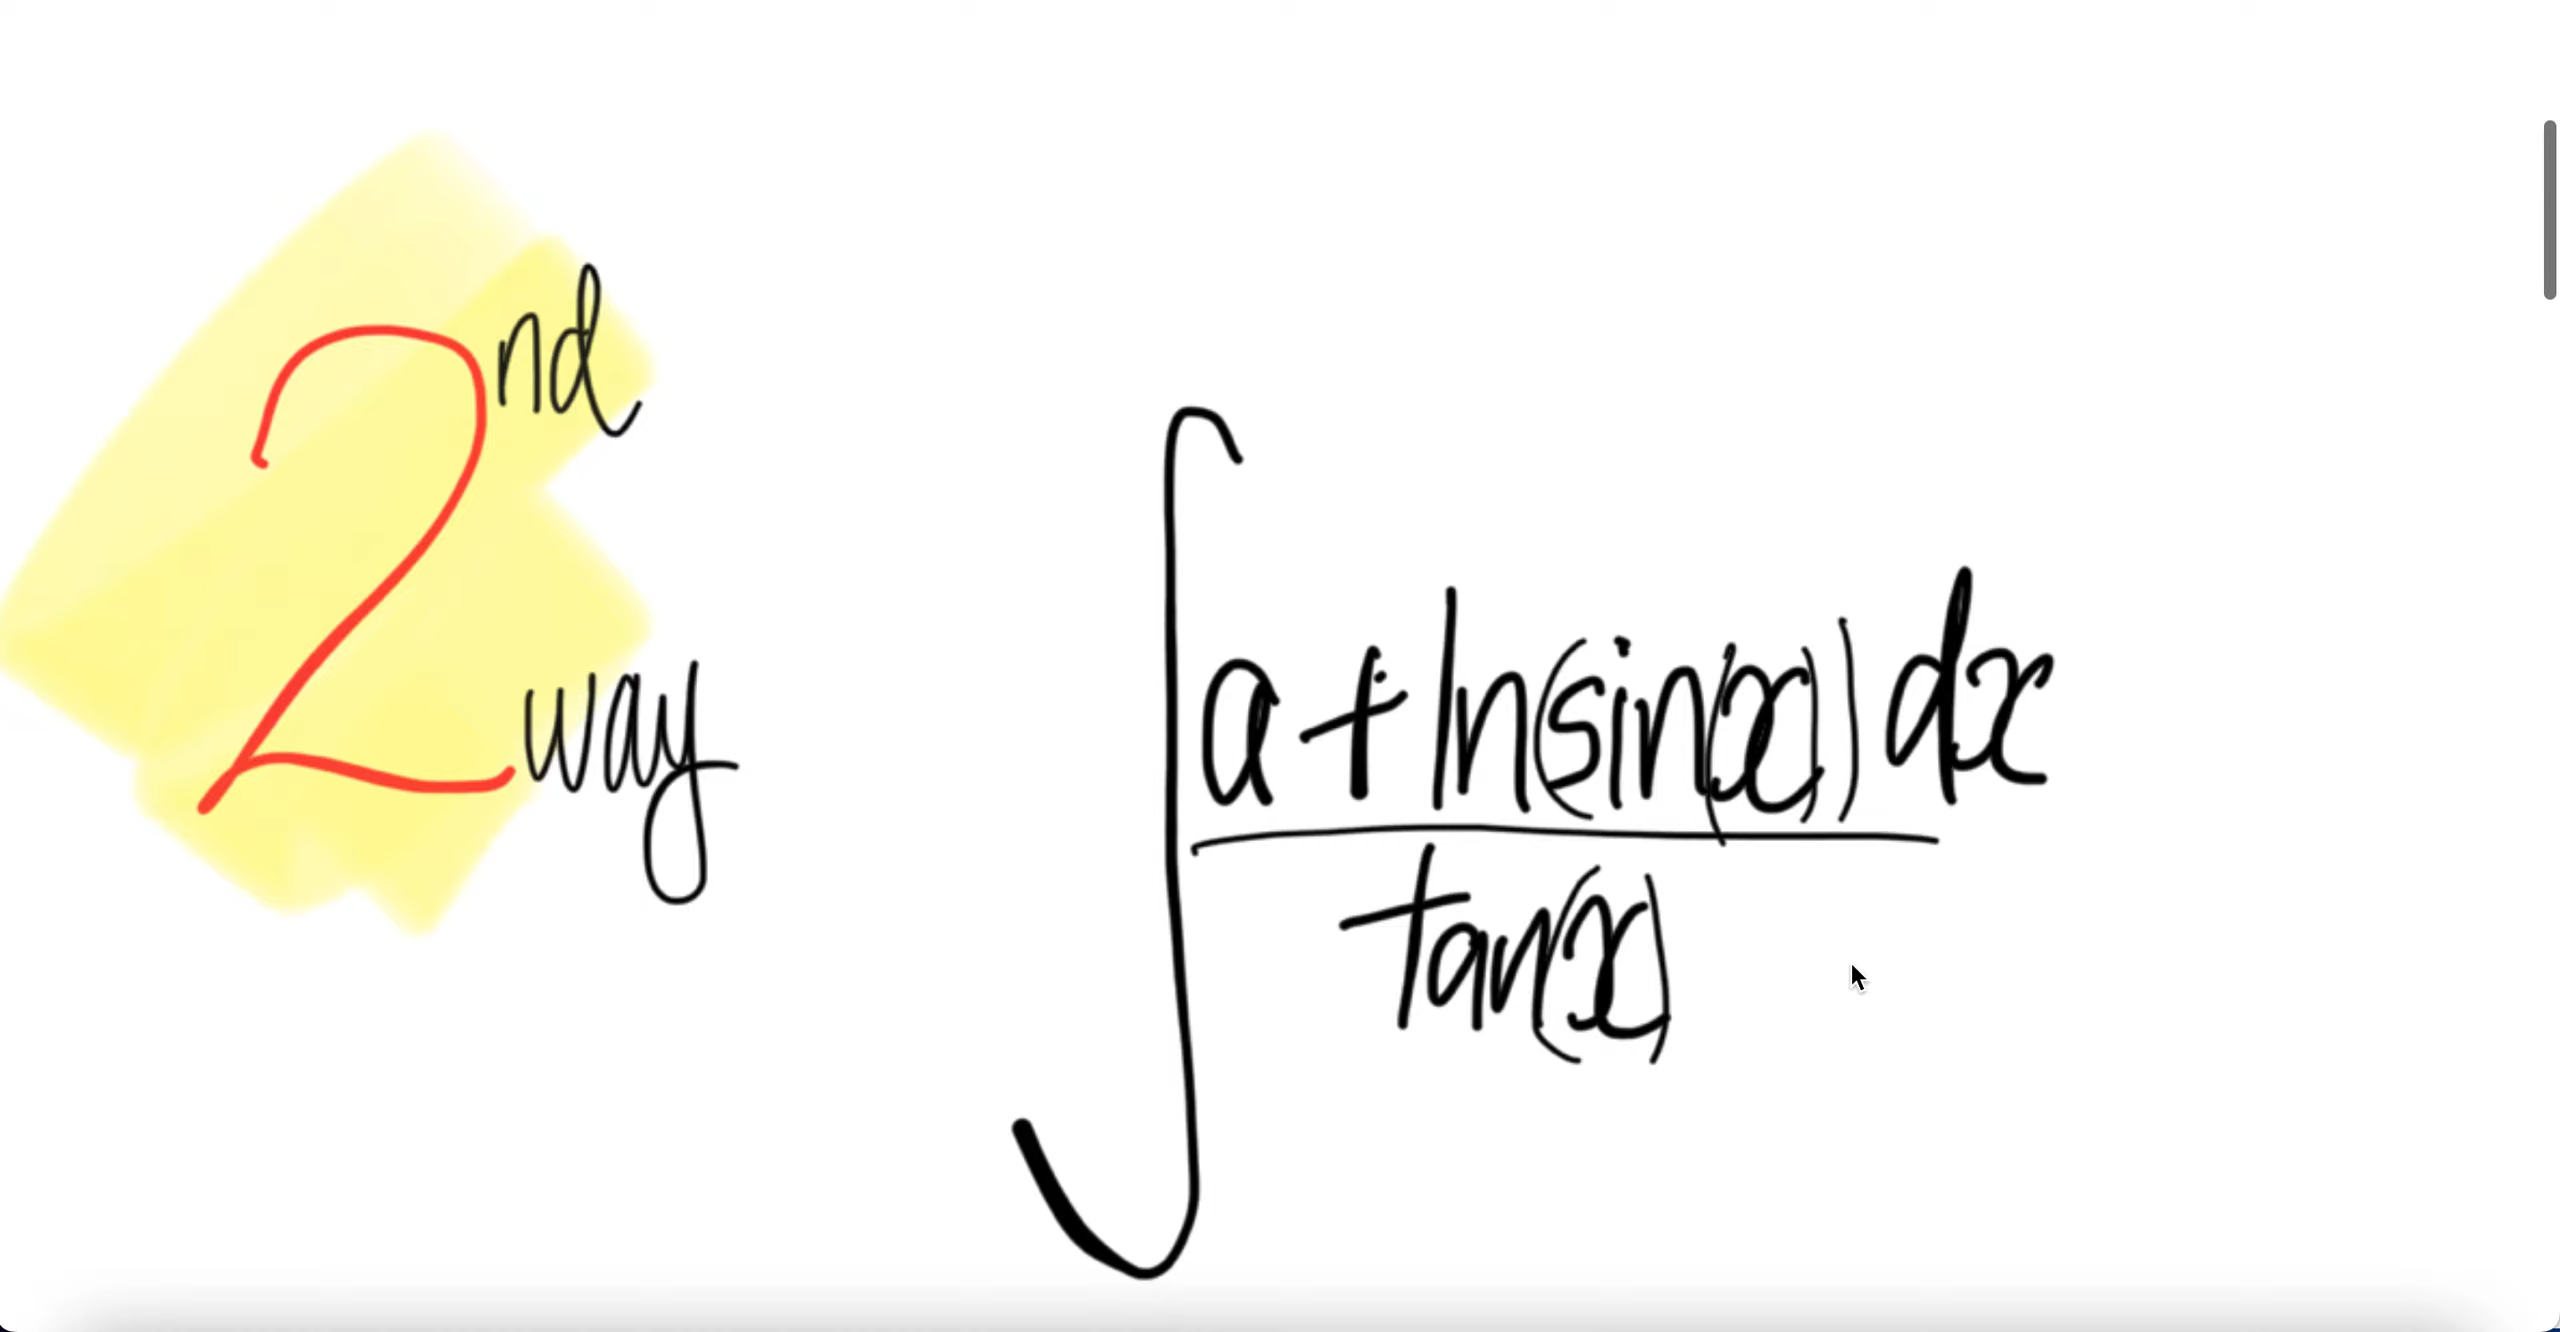 2nd way
∫ a + ln(sin(x)) dx
tan(x)